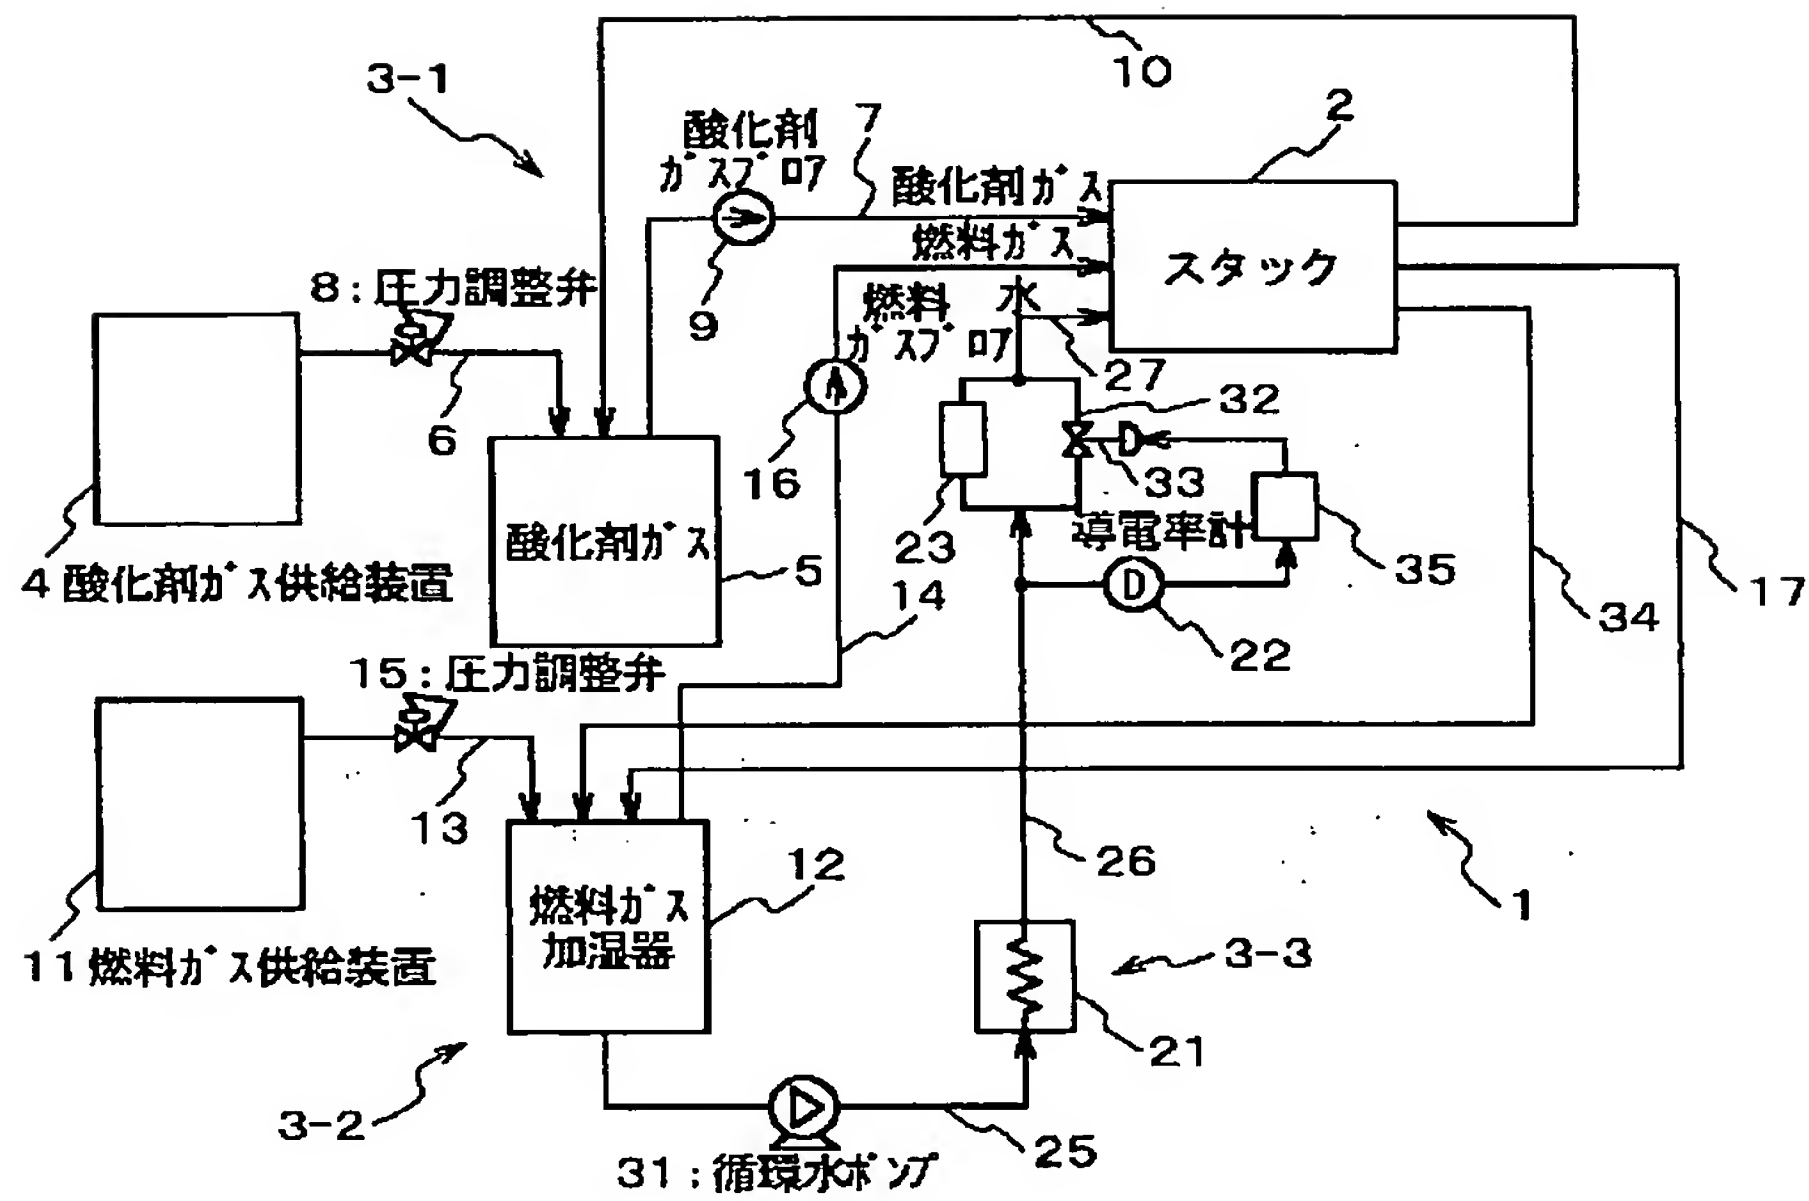 10
3-1
2
酸化剤
ガスブロア
7
酸化剤ガス
燃料ガス
スタック
8:圧力調整弁
9
燃料
ガスブロア
水
27
6
32
16
33
23
導電率計
35
酸化剤ガス
5
4 酸化剤ガス供給装置
14
D
22
34
17
15:圧力調整弁
13
12
26
1
燃料ガス
加湿器
11 燃料ガス供給装置
3-3
21
3-2
25
31:循環水ポンプ